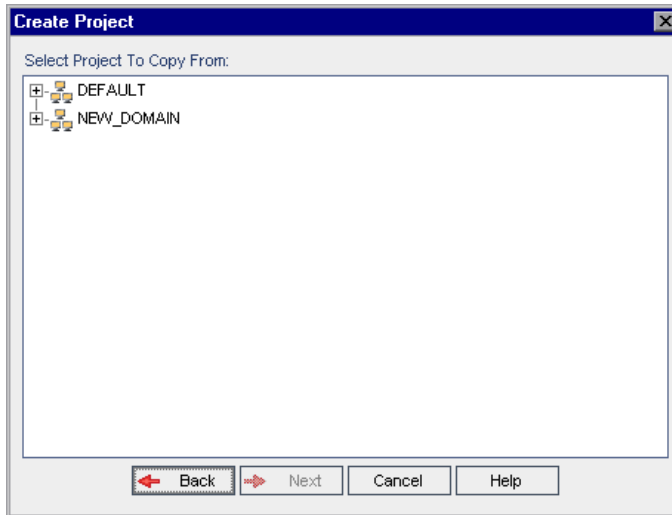 Create Project
Select Project To Copy From:
DEFAULT
NEW_DOMAIN
Back Next Cancel Help